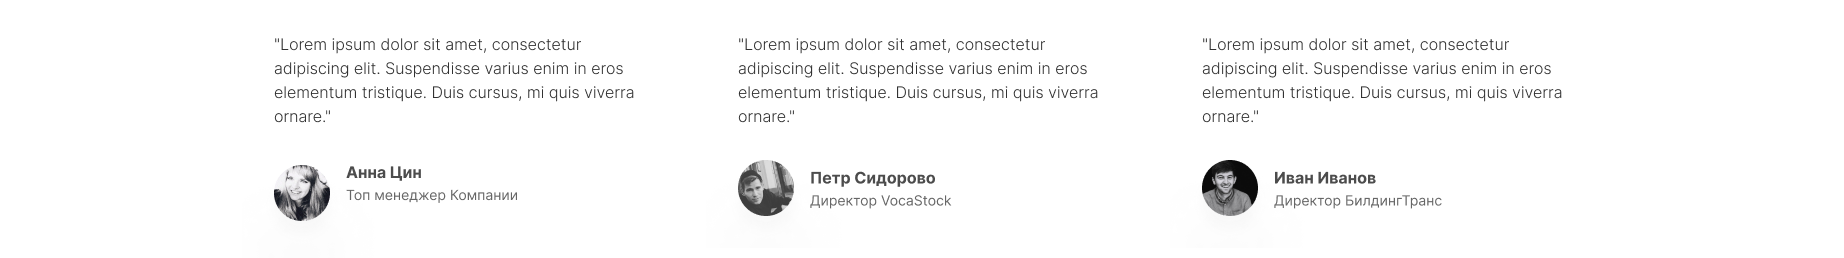 "Lorem ipsum dolor sit amet, consectetur
adipiscing elit. Suspendisse varius enim in eros
elementum tristique. Duis cursus, mi quis viverra
ornare."
Анна Цин
Топ менеджер Компании
"Lorem ipsum dolor sit amet, consectetur
adipiscing elit. Suspendisse varius enim in eros
elementum tristique. Duis cursus, mi quis viverra
ornare."
Петр Сидорово
Директор VocaStock
"Lorem ipsum dolor sit amet, consectetur
adipiscing elit. Suspendisse varius enim in eros
elementum tristique. Duis cursus, mi quis viverra
ornare."
Иван Иванов
Директор БилдингТранс